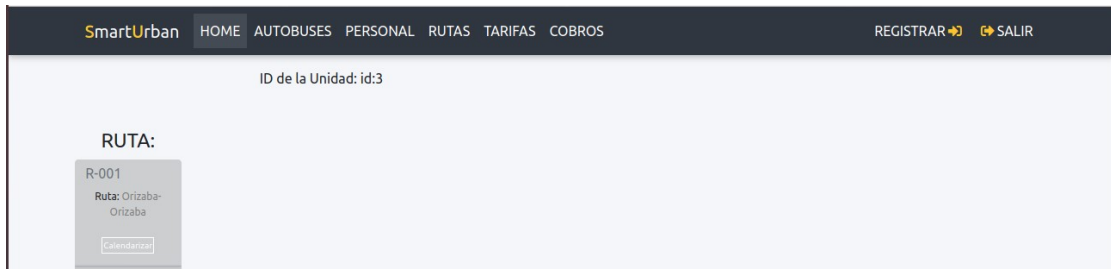 SmartUrban HOME AUTOBUSES PERSONAL RUTAS TARIFAS COBROS REGISTRAR SALIR
ID de la Unidad: id:3
RUTA:
R-001
Ruta: Orizaba-
Orizaba
Calendarizar